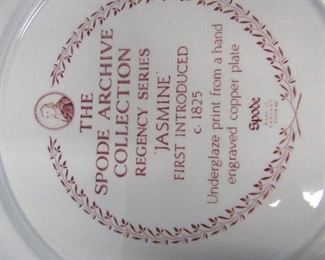 THE
SPODE ARCHIVE
COLLECTION
REGENCY SERIES
'JASMINE'
FIRST INTRODUCED
c. 1825
Underglaze print from a hand
engraved copper plate
Spode